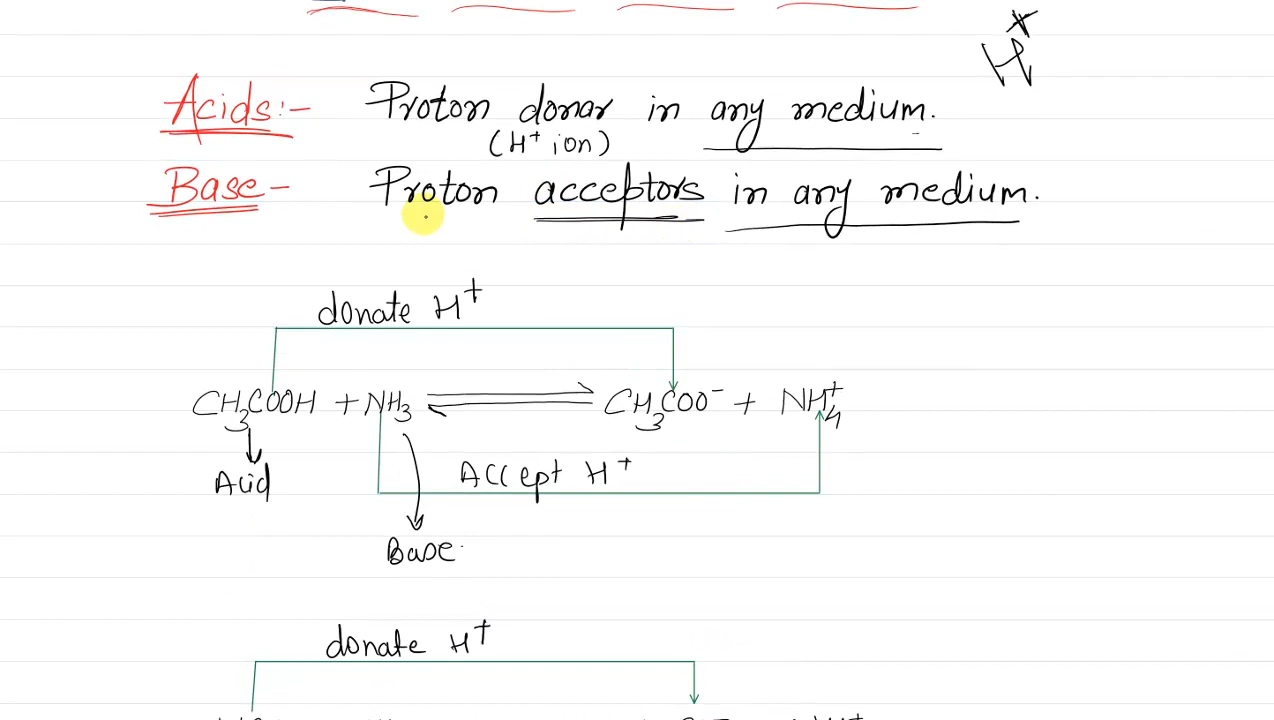 H+
Acids:- Proton donar in any medium.
(H+ ion)
Base - Proton acceptors in any medium.
donate H+
CH3COOH + NH3 ⇌ CH3COO- + NH4+
Acid
Accept H+
Base
donate H+